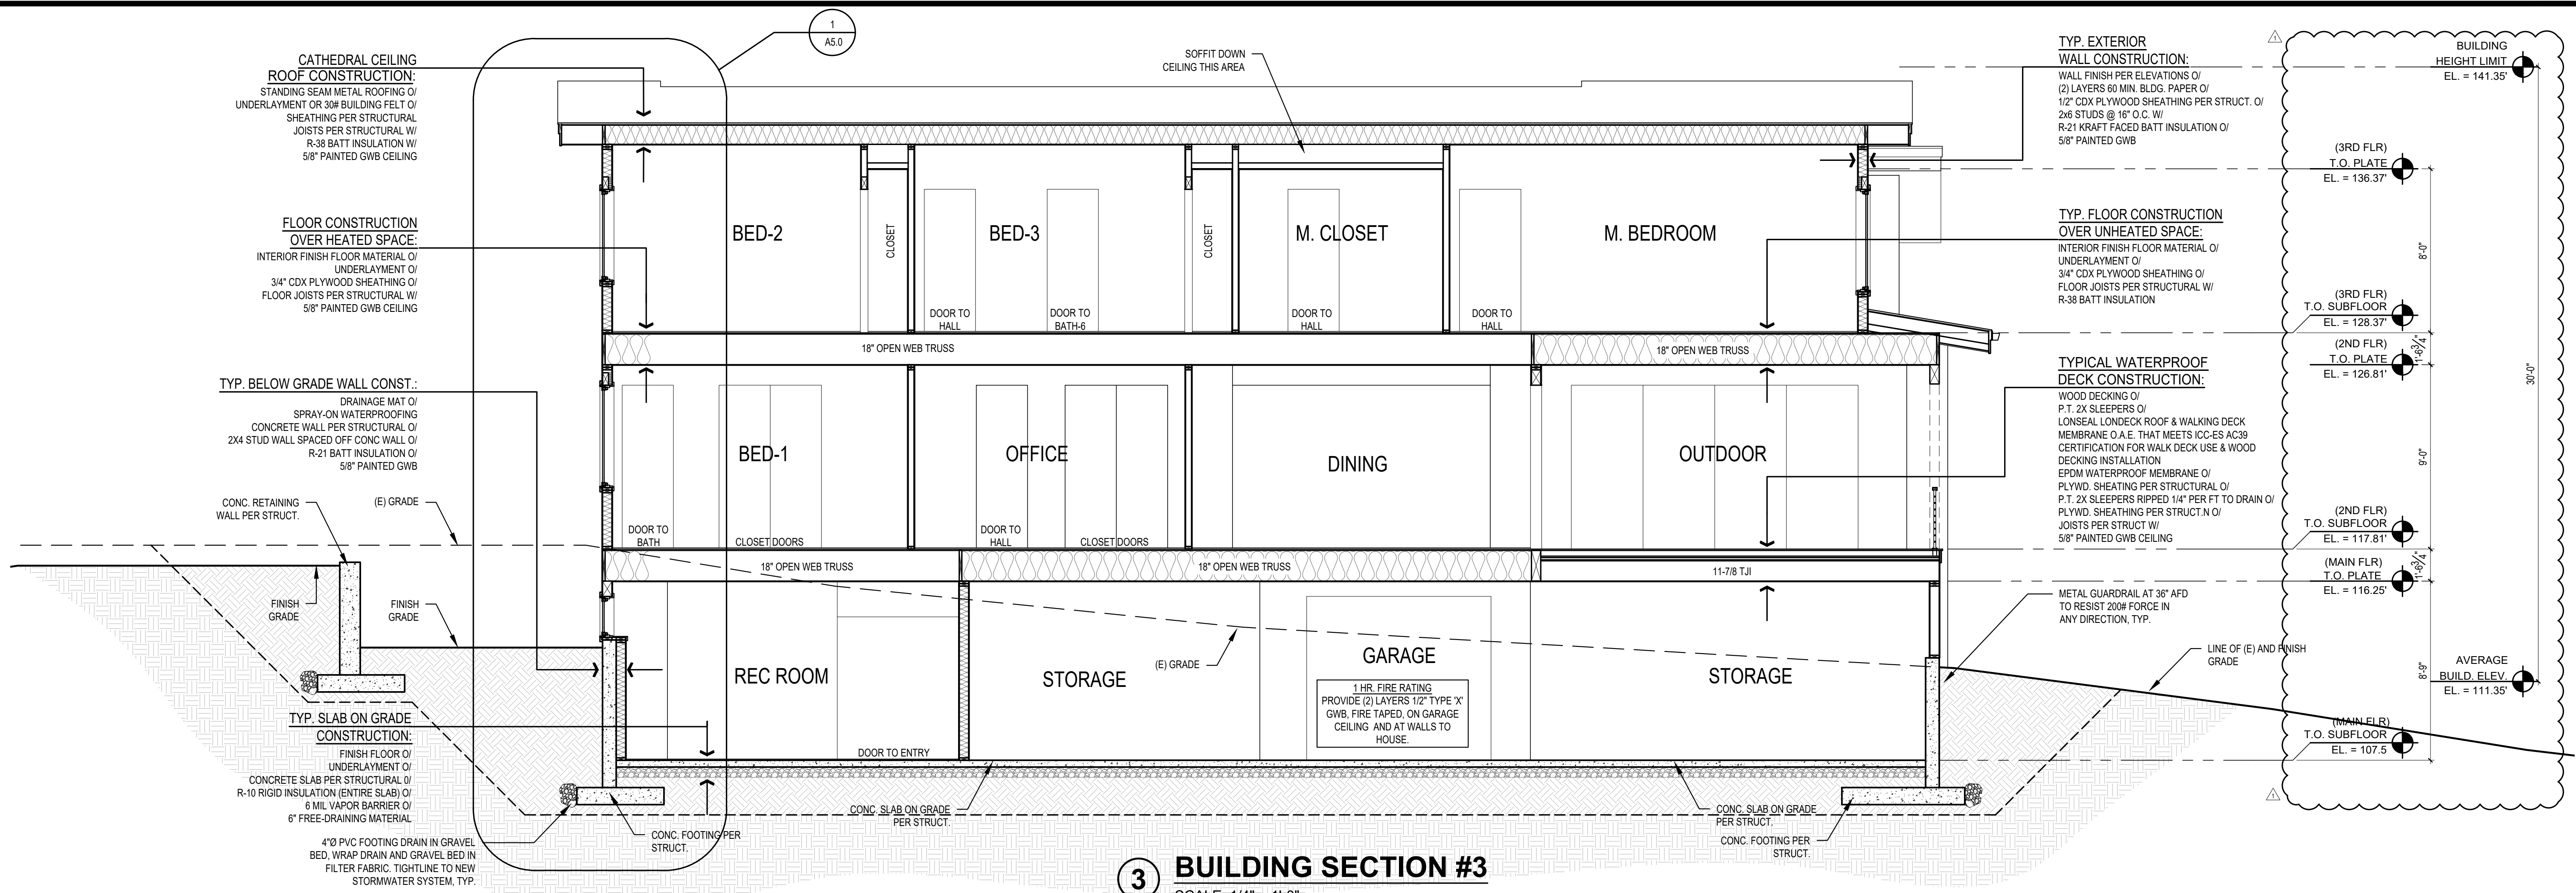 1
A5.0
CATHEDRAL CEILING
ROOF CONSTRUCTION:
STANDING SEAM METAL ROOFING O/
UNDERLAYMENT OR 30# BUILDING FELT O/
SHEATHING PER STRUCTURAL
JOISTS PER STRUCTURAL W/
R-38 BATT INSULATION W/
5/8" PAINTED GWB CEILING
FLOOR CONSTRUCTION
OVER HEATED SPACE:
INTERIOR FINISH FLOOR MATERIAL O/
UNDERLAYMENT O/
3/4" CDX PLYWOOD SHEATHING O/
FLOOR JOISTS PER STRUCTURAL W/
5/8" PAINTED GWB CEILING
TYP. BELOW GRADE WALL CONST.:
DRAINAGE MAT O/
SPRAY-ON WATERPROOFING
CONCRETE WALL PER STRUCTURAL O/
2X4 STUD WALL SPACED OFF CONC WALL O/
R-21 BATT INSULATION O/
5/8" PAINTED GWB
CONC. RETAINING
WALL PER STRUCT.
(E) GRADE
FINISH
GRADE
FINISH
GRADE
TYP. SLAB ON GRADE
CONSTRUCTION:
FINISH FLOOR O/
UNDERLAYMENT O/
CONCRETE SLAB PER STRUCTURAL 0/
R-10 RIGID INSULATION (ENTIRE SLAB) O/
6 MIL VAPOR BARRIER O/
6" FREE-DRAINING MATERIAL
4"Ø PVC FOOTING DRAIN IN GRAVEL
BED, WRAP DRAIN AND GRAVEL BED IN
FILTER FABRIC. TIGHTLINE TO NEW
STORMWATER SYSTEM, TYP.
SOFFIT DOWN
CEILING THIS AREA
BED-2
CLOSET
BED-3
CLOSET
M. CLOSET
M. BEDROOM
DOOR TO
HALL
DOOR TO
BATH-6
DOOR TO
HALL
DOOR TO
HALL
18" OPEN WEB TRUSS
18" OPEN WEB TRUSS
BED-1
OFFICE
DINING
OUTDOOR
DOOR TO
BATH
CLOSET DOORS
DOOR TO
HALL
CLOSET DOORS
18" OPEN WEB TRUSS
18" OPEN WEB TRUSS
11-7/8 TJI
REC ROOM
STORAGE
(E) GRADE
GARAGE
STORAGE
1 HR. FIRE RATING
PROVIDE (2) LAYERS 1/2" TYPE 'X'
GWB, FIRE TAPED, ON GARAGE
CEILING AND AT WALLS TO
HOUSE.
DOOR TO ENTRY
CONC. FOOTING PER
STRUCT.
CONC. SLAB ON GRADE
PER STRUCT.
CONC. SLAB ON GRADE
PER STRUCT.
CONC. FOOTING PER
STRUCT.
TYP. EXTERIOR
WALL CONSTRUCTION:
WALL FINISH PER ELEVATIONS O/
(2) LAYERS 60 MIN. BLDG. PAPER O/
1/2" CDX PLYWOOD SHEATHING PER STRUCT. O/
2x6 STUDS @ 16" O.C. W/
R-21 KRAFT FACED BATT INSULATION O/
5/8" PAINTED GWB
TYP. FLOOR CONSTRUCTION
OVER UNHEATED SPACE:
INTERIOR FINISH FLOOR MATERIAL O/
UNDERLAYMENT O/
3/4" CDX PLYWOOD SHEATHING O/
FLOOR JOISTS PER STRUCTURAL W/
R-38 BATT INSULATION
TYPICAL WATERPROOF
DECK CONSTRUCTION:
WOOD DECKING O/
P.T. 2X SLEEPERS O/
LONSEAL LONDECK ROOF & WALKING DECK
MEMBRANE O.A.E. THAT MEETS ICC-ES AC39
CERTIFICATION FOR WALK DECK USE & WOOD
DECKING INSTALLATION
EPDM WATERPROOF MEMBRANE O/
PLYWD. SHEATING PER STRUCTURAL O/
P.T. 2X SLEEPERS RIPPED 1/4" PER FT TO DRAIN O/
PLYWD. SHEATHING PER STRUCT.N O/
JOISTS PER STRUCT W/
5/8" PAINTED GWB CEILING
METAL GUARDRAIL AT 36" AFD
TO RESIST 200# FORCE IN
ANY DIRECTION, TYP.
LINE OF (E) AND FINISH
GRADE
1
BUILDING
HEIGHT LIMIT
EL. = 141.35'
(3RD FLR)
T.O. PLATE
EL. = 136.37'
8'-0"
(3RD FLR)
T.O. SUBFLOOR
EL. = 128.37'
1'-6 3/4"
(2ND FLR)
T.O. PLATE
EL. = 126.81'
30'-0"
9'-0"
(2ND FLR)
T.O. SUBFLOOR
EL. = 117.81'
1'-6 3/4"
(MAIN FLR)
T.O. PLATE
EL. = 116.25'
8'-9"
AVERAGE
BUILD. ELEV.
EL. = 111.35'
(MAIN FLR)
T.O. SUBFLOOR
EL. = 107.5
1
3
BUILDING SECTION #3